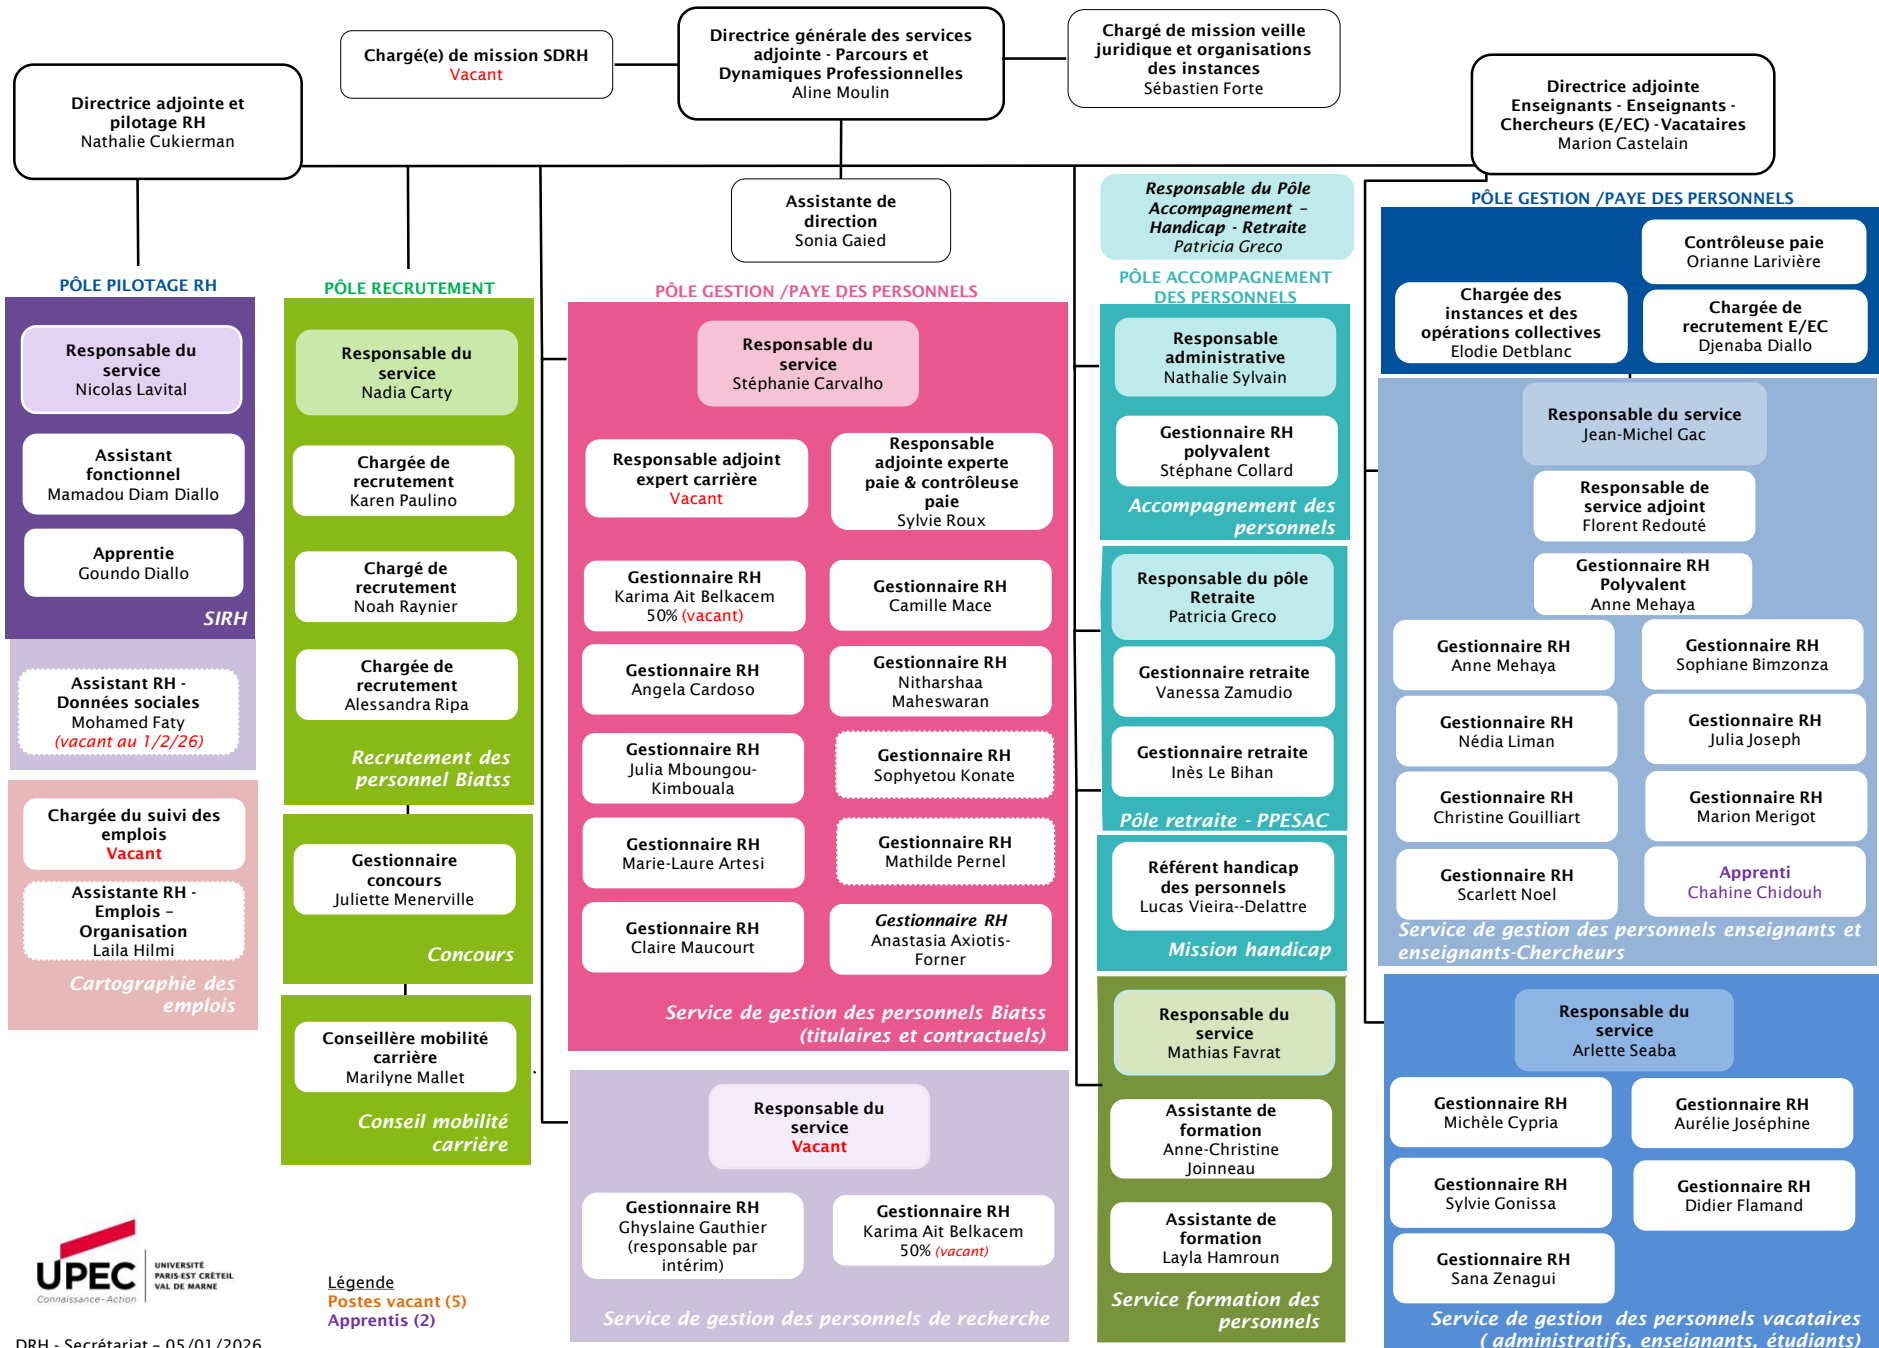 Chargé(e) de mission SDRH
Vacant
Directrice générale des services
adjointe - Parcours et
Dynamiques Professionnelles
Aline Moulin
Chargé de mission veille
juridique et organisations
des instances
Sébastien Forte
Directrice adjointe et
pilotage RH
Nathalie Cukierman
Directrice adjointe
Enseignants - Enseignants -
Chercheurs (E/EC) -Vacataires
Marion Castelain
Assistante de
direction
Sonia Gaied
PÔLE PILOTAGE RH
Responsable du
service
Nicolas Lavital
Assistant
fonctionnel
Mamadou Diam Diallo
Apprentie
Goundo Diallo
SIRH
Assistant RH -
Données sociales
Mohamed Faty
(vacant au 1/2/26)
Chargée du suivi des
emplois
Vacant
Assistante RH -
Emplois –
Organisation
Laila Hilmi
Cartographie des
emplois
PÔLE RECRUTEMENT
Responsable du
service
Nadia Carty
Chargée de
recrutement
Karen Paulino
Chargé de
recrutement
Noah Raynier
Chargée de
recrutement
Alessandra Ripa
Recrutement des
personnel Biatss
Gestionnaire
concours
Juliette Menerville
Concours
Conseillère mobilité
carrière
Marilyne Mallet
Conseil mobilité
carrière
PÔLE GESTION /PAYE DES PERSONNELS
Responsable du
service
Stéphanie Carvalho
Responsable adjoint
expert carrière
Vacant
Responsable
adjointe experte
paie & contrôleuse
paie
Sylvie Roux
Gestionnaire RH
Karima Ait Belkacem
50% (vacant)
Gestionnaire RH
Camille Mace
Gestionnaire RH
Angela Cardoso
Gestionnaire RH
Nitharshaa
Maheswaran
Gestionnaire RH
Julia Mboungou-
Kimbouala
Gestionnaire RH
Sophyetou Konate
Gestionnaire RH
Marie-Laure Artesi
Gestionnaire RH
Mathilde Pernel
Gestionnaire RH
Claire Maucourt
Gestionnaire RH
Anastasia Axiotis-
Forner
Service de gestion des personnels Biatss
(titulaires et contractuels)
Responsable du
service
Vacant
Gestionnaire RH
Ghyslaine Gauthier
(responsable par
intérim)
Gestionnaire RH
Karima Ait Belkacem
50% (vacant)
Service de gestion des personnels de recherche
Responsable du Pôle
Accompagnement –
Handicap - Retraite
Patricia Greco
PÔLE ACCOMPAGNEMENT
DES PERSONNELS
Responsable
administrative
Nathalie Sylvain
Gestionnaire RH
polyvalent
Stéphane Collard
Accompagnement des
personnels
Responsable du pôle
Retraite
Patricia Greco
Gestionnaire retraite
Vanessa Zamudio
Gestionnaire retraite
Inès Le Bihan
Pôle retraite - PPESAC
Référent handicap
des personnels
Lucas Vieira--Delattre
Mission handicap
Responsable du
service
Mathias Favrat
Assistante de
formation
Anne-Christine
Joinneau
Assistante de
formation
Layla Hamroun
Service formation des
personnels
PÔLE GESTION /PAYE DES PERSONNELS
Contrôleuse paie
Orianne Larivière
Chargée des
instances et des
opérations collectives
Elodie Detblanc
Chargée de
recrutement E/EC
Djenaba Diallo
Responsable du service
Jean-Michel Gac
Responsable de
service adjoint
Florent Redouté
Gestionnaire RH
Polyvalent
Anne Mehaya
Gestionnaire RH
Anne Mehaya
Gestionnaire RH
Sophiane Bimzonza
Gestionnaire RH
Nédia Liman
Gestionnaire RH
Julia Joseph
Gestionnaire RH
Christine Gouilliart
Gestionnaire RH
Marion Merigot
Gestionnaire RH
Scarlett Noel
Apprenti
Chahine Chidouh
Service de gestion des personnels enseignants et
enseignants-Chercheurs
Responsable du
service
Arlette Seaba
Gestionnaire RH
Michèle Cypria
Gestionnaire RH
Aurélie Joséphine
Gestionnaire RH
Sylvie Gonissa
Gestionnaire RH
Didier Flamand
Gestionnaire RH
Sana Zenagui
Service de gestion des personnels vacataires
( administratifs, enseignants, étudiants)
UPEC
Connaissance - Action
UNIVERSITÉ
PARIS-EST CRÉTEIL
VAL DE MARNE
Légende
Postes vacant (5)
Apprentis (2)
DRH - Secrétariat – 05/01/2026